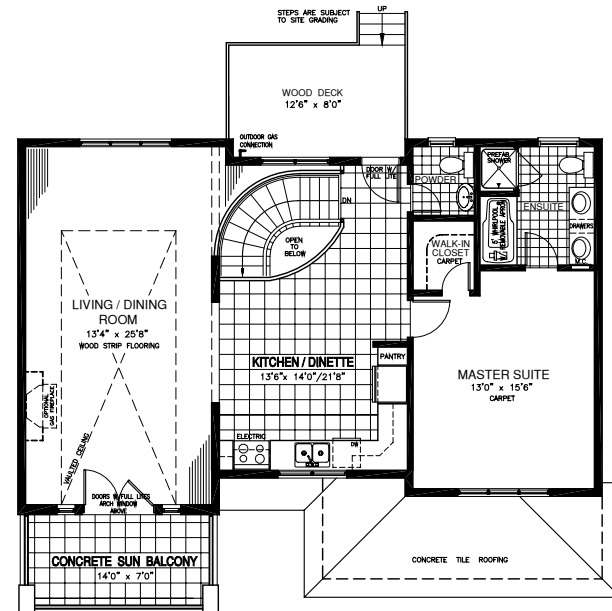 STEPS ARE SUBJECT
TO SITE GRADING
UP
WOOD DECK
12'6" x 8'0"
OUTDOOR GAS
CONNECTION
DOOR W/
FULL LITE
POWDER
PREFAB
SHOWER
ENSUITE
6' WHIRLPOOL
W/ REMOVABLE APRON
DRAWERS
M.C.
DN
OPEN
TO
BELOW
WALK-IN
CLOSET
CARPET
LIVING / DINING
ROOM
13'4" x 25'8"
WOOD STRIP FLOORING
KITCHEN / DINETTE
13'6"x 14'0"/21'8"
PANTRY
MASTER SUITE
13'0" x 15'6"
CARPET
OPTIONAL
GAS FIREPLACE
VAULTED CEILING
ELECTRIC
DW
DOORS W/FULL LITES
ARCH WINDOW
ABOVE
CONCRETE SUN BALCONY
14'0" x 7'0"
CONCRETE TILE ROOFING